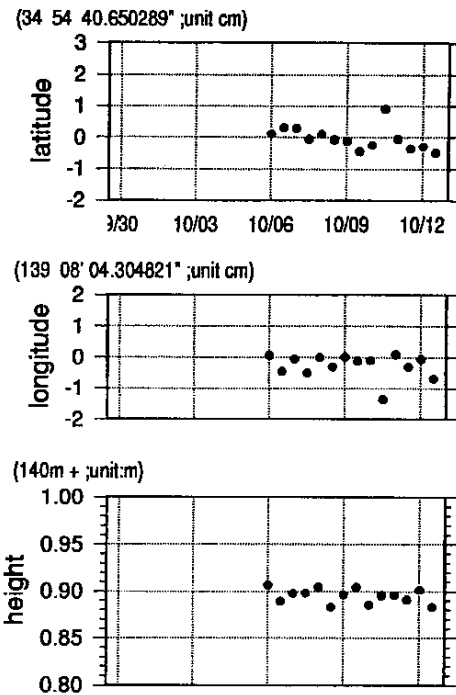 (34 54 40.650289" ;unit cm)
3
2
1
0
-1
-2
latitude
9/30 10/03 10/06 10/09 10/12
(139 08' 04.304821" ;unit cm)
2
1
0
-1
-2
longitude
(140m + ;unit:m)
1.00
0.95
0.90
0.85
0.80
height